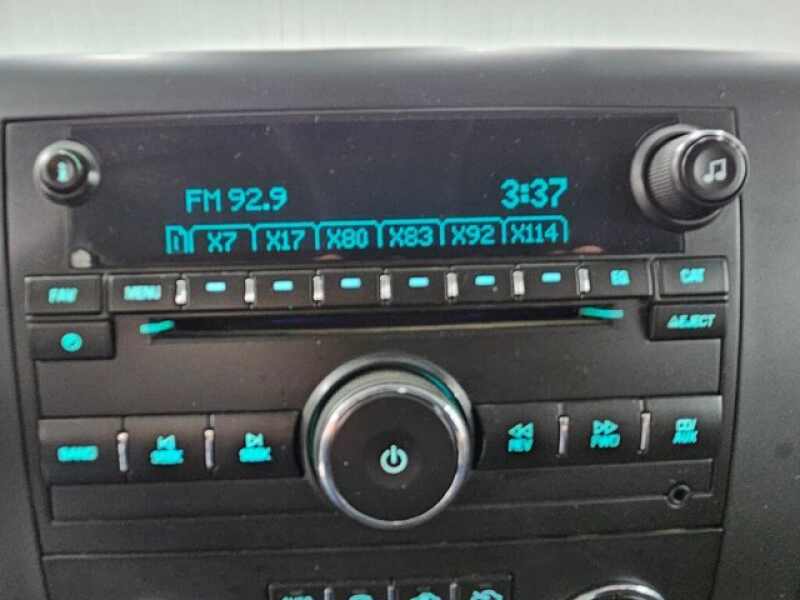 FM 92.9 3:37
1 X7 X17 X80 X83 X92 X114
FAV MENU EQ CAT
EJECT
BAND SEEK SEEK REV FWD CD/
AUX